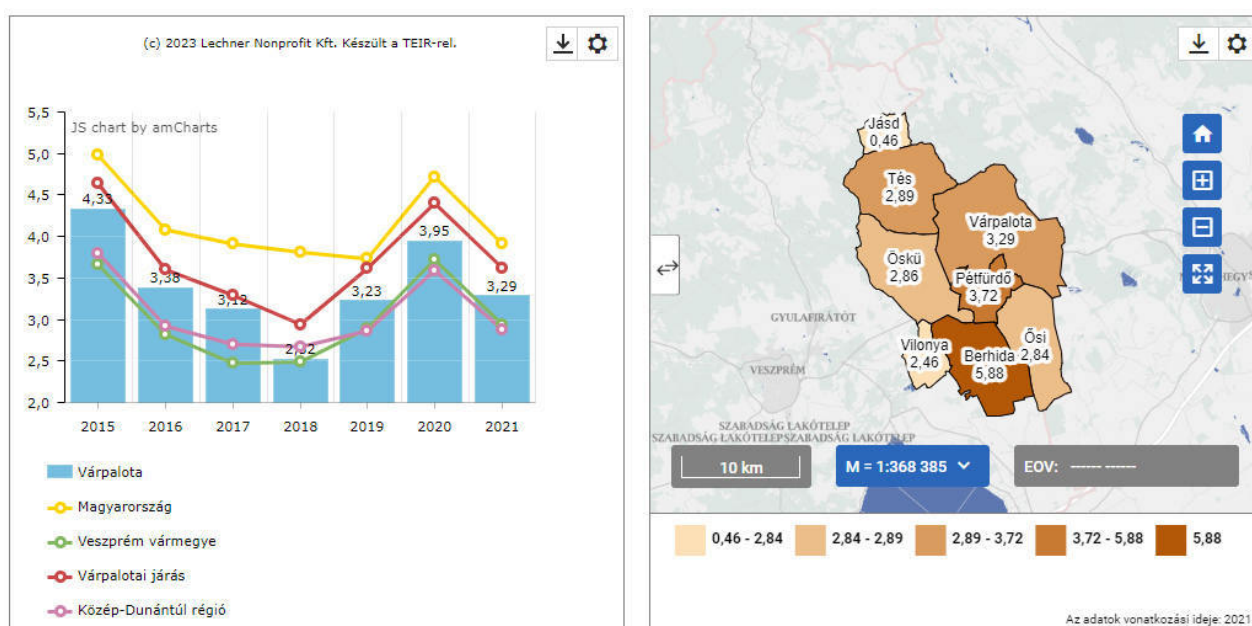 (c) 2023 Lechner Nonprofit Kft. Készült a TEIR-rel.
JS chart by amCharts
5,5
5,0
4,5
4,0
3,5
3,0
2,5
2,0
4,33
3,38
3,12
2,52
3,23
3,95
3,29
2015 2016 2017 2018 2019 2020 2021
Várpalota
Magyarország
Veszprém vármegye
Várpalotai járás
Közép-Dunántúl régió
Jásd
0,46
Tés
2,89
Várpalota
3,29
Öskü
2,86
Pétfürdő
3,72
GYULAFIRÁTÓT
Vilonya
2,46
Berhida
5,88
Ősi
2,84
VESZPRÉM
SZABADSÁG LAKÓTELEP
SZABADSÁG LAKÓTELEP SZABADSÁG LAKÓTELEP
10 km
M = 1:368 385
EOV: ------ ------
0,46 - 2,84 2,84 - 2,89 2,89 - 3,72 3,72 - 5,88 5,88
Az adatok vonatkozási ideje: 2021